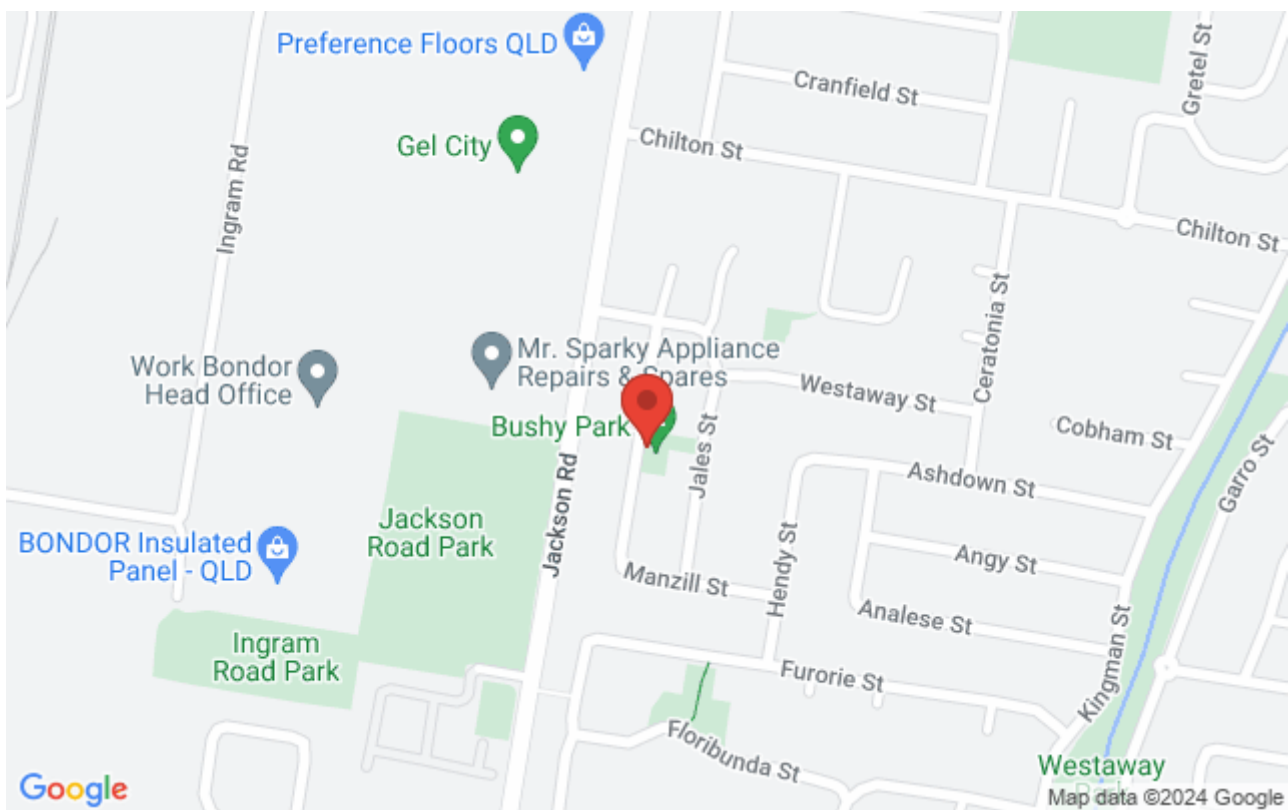 Preference Floors QLD
Cranfield St
Gretel St
Gel City
Chilton St
Ingram Rd
Chilton St
Ceratonia St
Mr. Sparky Appliance
Repairs & Spares
Work Bondor
Head Office
Westaway St
Bushy Park
Jales St
Cobham St
Garro St
Ashdown St
Jackson Rd
Jackson
Road Park
BONDOR Insulated
Panel - QLD
Hendy St
Angy St
Manzill St
Analese St
Ingram
Road Park
Kingman St
Furorie St
Floribunda St
Westaway
Google
Map data ©2024 Google